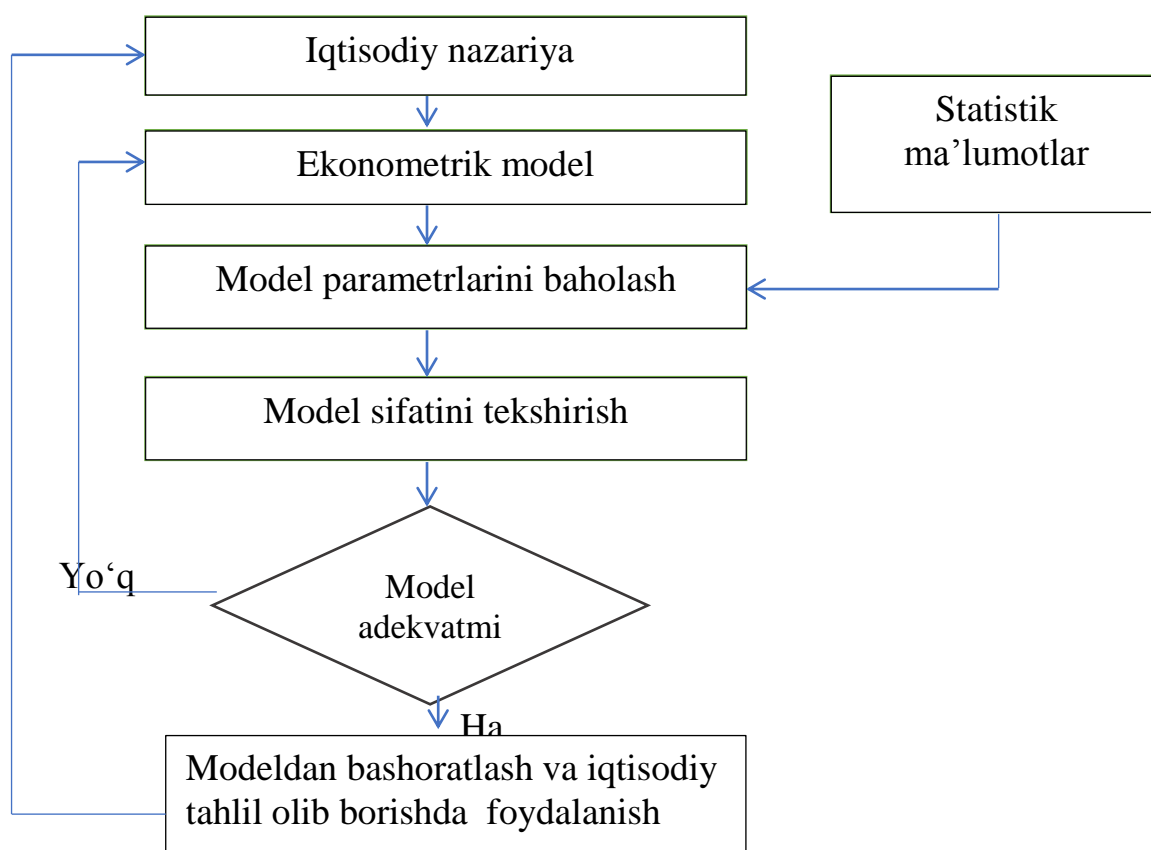 Iqtisodiy nazariya
Statistik
ma’lumotlar
Ekonometrik model
Model parametrlarini baholash
Model sifatini tekshirish
Yo‘q
Model
adekvatmi
Ha
Modeldan bashoratlash va iqtisodiy
tahlil olib borishda foydalanish